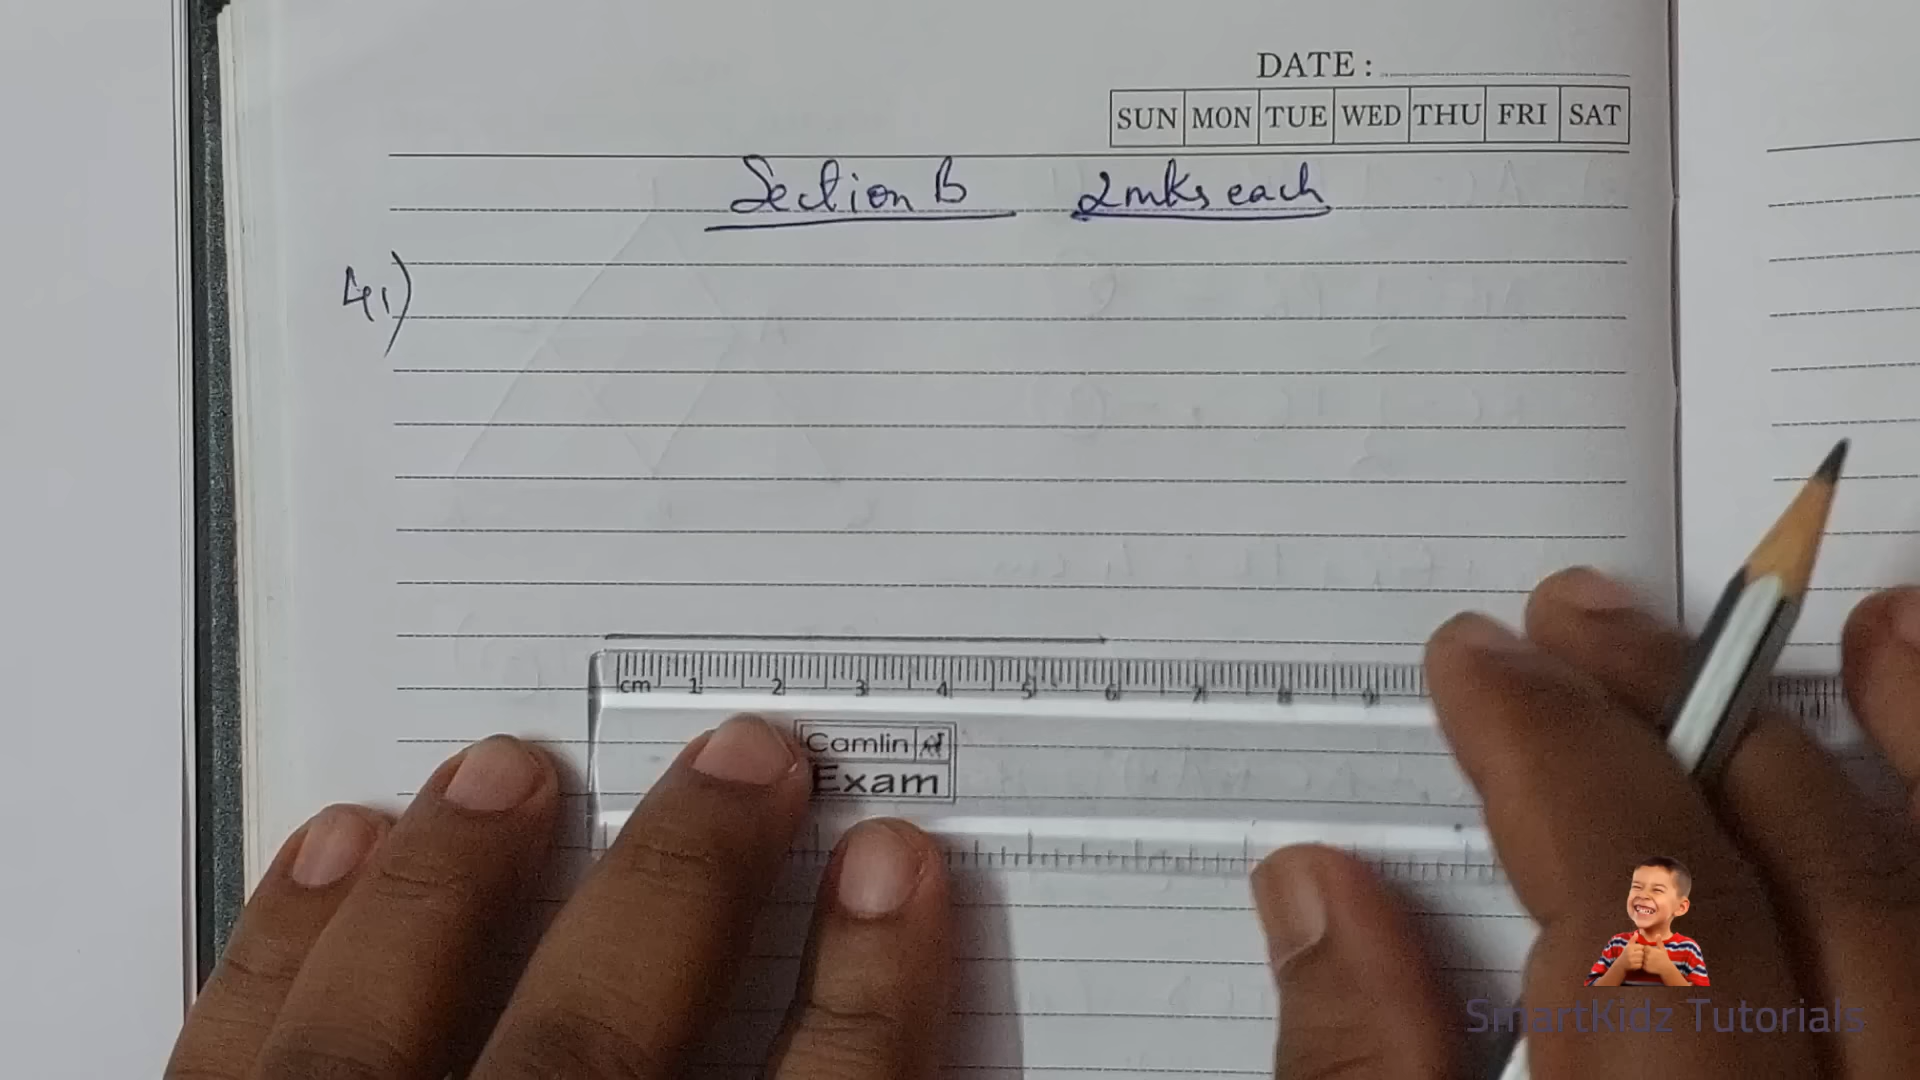 DATE :
SUN MON TUE WED THU FRI SAT
Section B 2mks each
41)
cm 1 2 3 4 5 6 7 8 9
Camlin
Exam
SmartKidz Tutorials